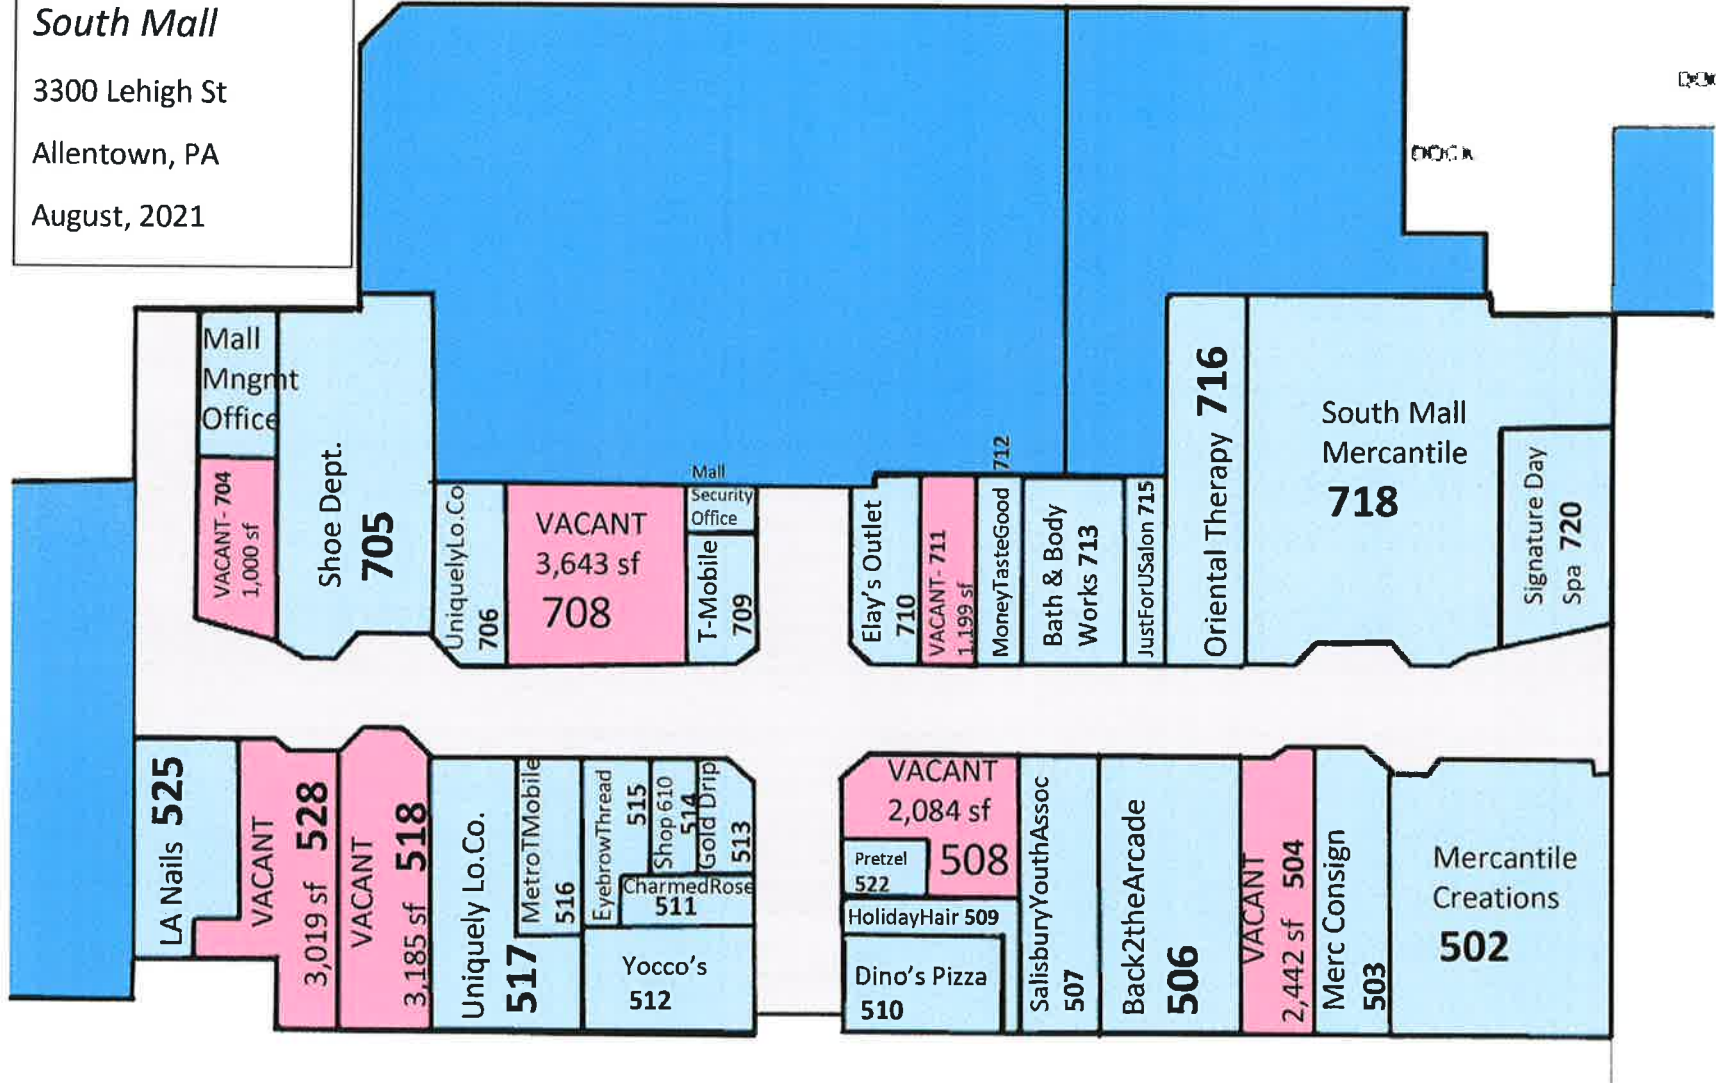 South Mall
3300 Lehigh St
Allentown, PA
August, 2021
DOCK
Mall
Mngmt
Office
VACANT- 704
1,000 sf
Shoe Dept.
705
UniquelyLo.Co
706
VACANT
3,643 sf
708
Mall
Security
Office
T-Mobile
709
Elay's Outlet
710
VACANT- 711
1,199 sf
712
MoneyTasteGood
Bath & Body
Works 713
JustForUSalon 715
Oriental Therapy 716
South Mall
Mercantile
718
Signature Day
Spa 720
LA Nails 525
VACANT
3,019 sf 528
VACANT
3,185 sf 518
Uniquely Lo.Co.
517
MetroTMobile
516
EyebrowThread
515
Shop 610
514
Gold Drip
513
CharmedRose
511
Yocco's
512
VACANT
2,084 sf
508
Pretzel
522
HolidayHair 509
Dino's Pizza
510
SalisburyYouthAssoc
507
Back2theArcade
506
VACANT
2,442 sf 504
Merc Consign
503
Mercantile
Creations
502